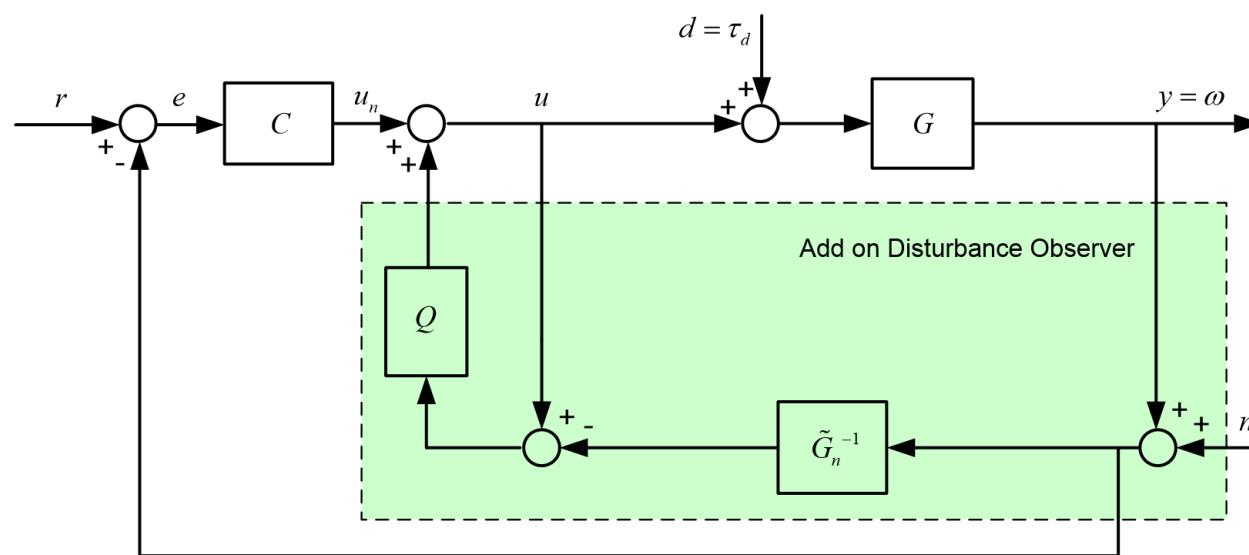 d = τ_d
r
e
C
u_n
u
G
y = ω
+
-
+
+
+
+
Add on Disturbance Observer
Q
+
-
G̃_n^{-1}
+
+
n